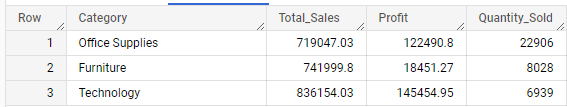 Row Category Total_Sales Profit Quantity_Sold
1 Office Supplies 719047.03 122490.8 22906
2 Furniture 741999.8 18451.27 8028
3 Technology 836154.03 145454.95 6939